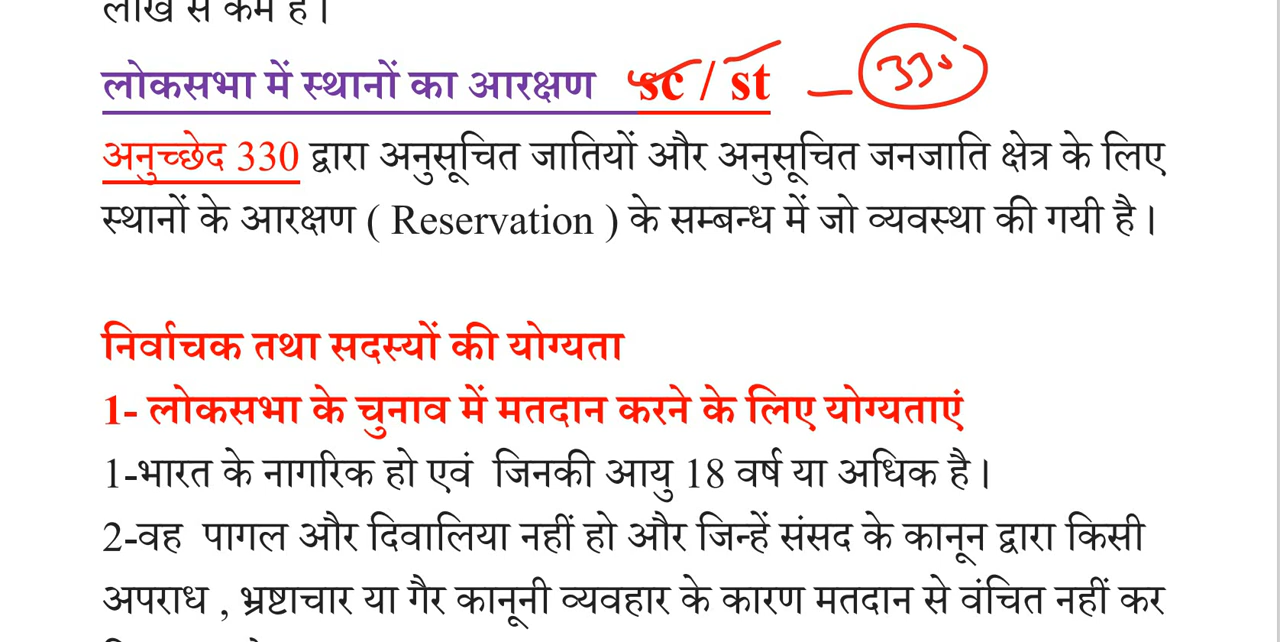 लाख से कम है।
लोकसभा में स्थानों का आरक्षण sc / st — 330
अनुच्छेद 330 द्वारा अनुसूचित जातियों और अनुसूचित जनजाति क्षेत्र के लिए
स्थानों के आरक्षण ( Reservation ) के सम्बन्ध में जो व्यवस्था की गयी है।
निर्वाचक तथा सदस्यों की योग्यता
1- लोकसभा के चुनाव में मतदान करने के लिए योग्यताएं
1-भारत के नागरिक हो एवं जिनकी आयु 18 वर्ष या अधिक है।
2-वह पागल और दिवालिया नहीं हो और जिन्हें संसद के कानून द्वारा किसी
अपराध , भ्रष्टाचार या गैर कानूनी व्यवहार के कारण मतदान से वंचित नहीं कर